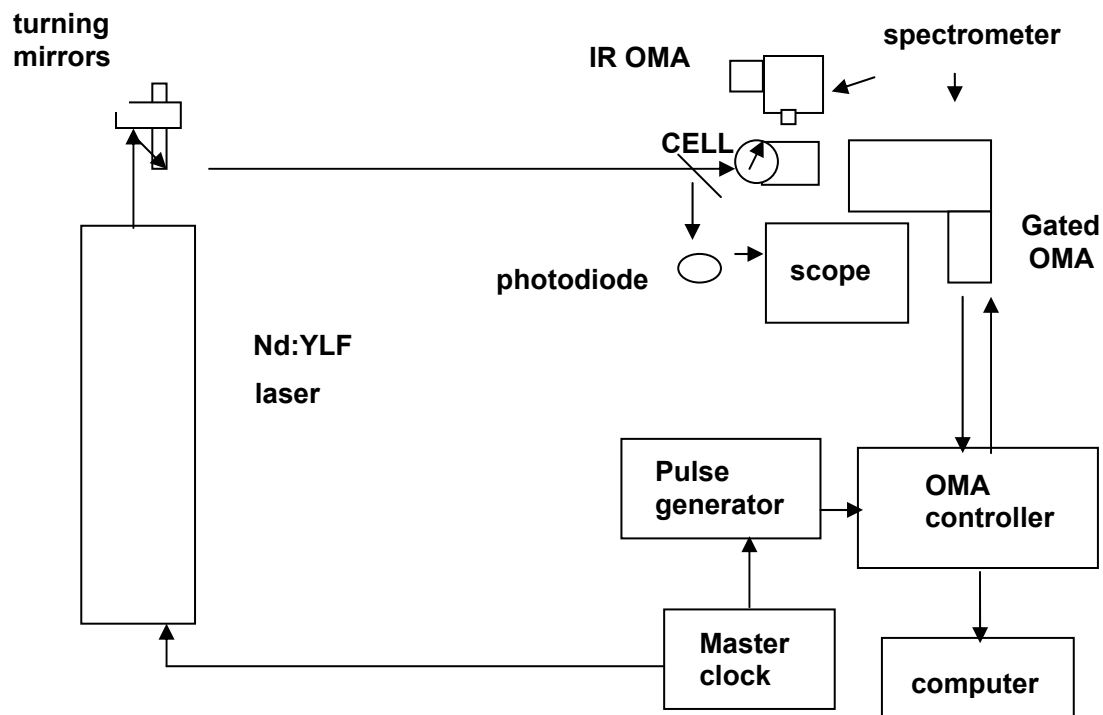 turning
mirrors
spectrometer
IR OMA
CELL
Gated
OMA
photodiode
scope
Nd:YLF
laser
Pulse
generator
OMA
controller
Master
clock
computer